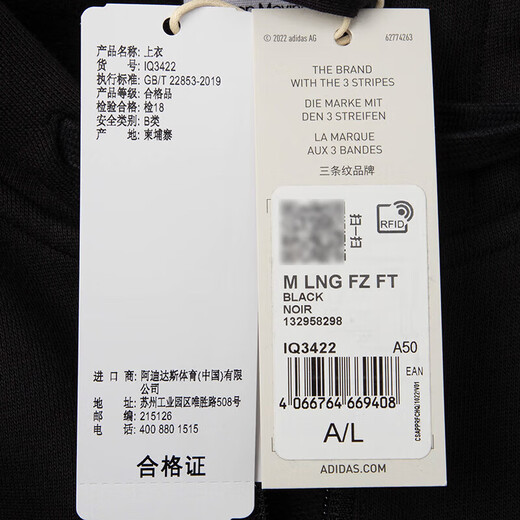 产品名称：上衣
货　　号：IQ3422
执行标准：GB/T 22853-2019
产品等级：合格品
检验合格：检18
安全类别：B类
产　　地：柬埔寨
进 口 商：阿迪达斯体育(中国)有限公司
地　　址：苏州工业园区唯胜路508号
邮　　编：215126
电　　话：400 880 1515
合格证
© 2022 adidas AG
62774263
THE BRAND
WITH THE 3 STRIPES
DIE MARKE MIT
DEN 3 STREIFEN
LA MARQUE
AUX 3 BANDES
三条纹品牌
RFID
M LNG FZ FT
BLACK
NOIR
132958298
IQ3422
A50
EAN
4 066764 669408
A/L
ADIDAS.COM